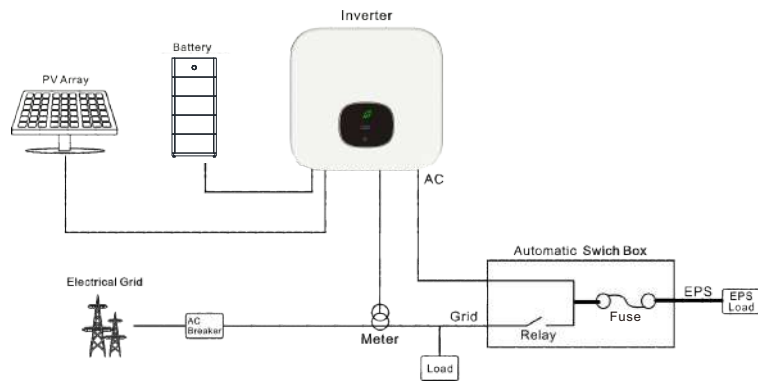 Inverter
Battery
PV Array
AC
Automatic Swich Box
Electrical Grid
EPS
EPS
Load
AC
Breaker
Grid
Fuse
Meter
Relay
Load